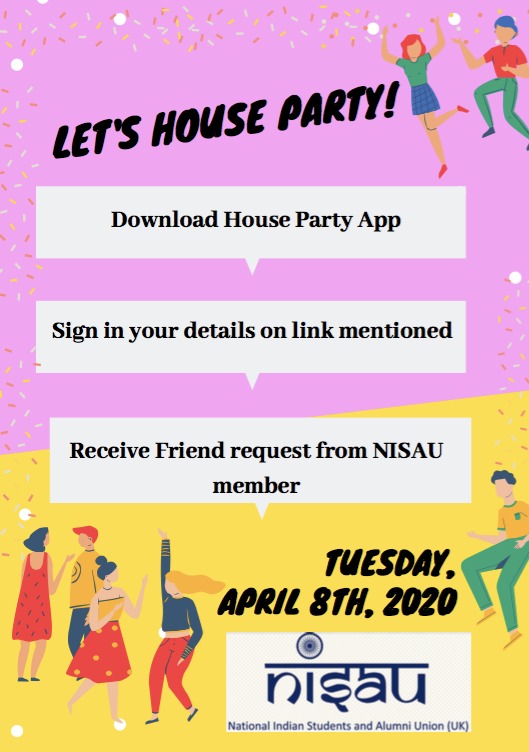 LET'S HOUSE PARTY!
Download House Party App
Sign in your details on link mentioned
Receive Friend request from NISAU
member
TUESDAY,
APRIL 8TH, 2020
nisau
National Indian Students and Alumni Union (UK)